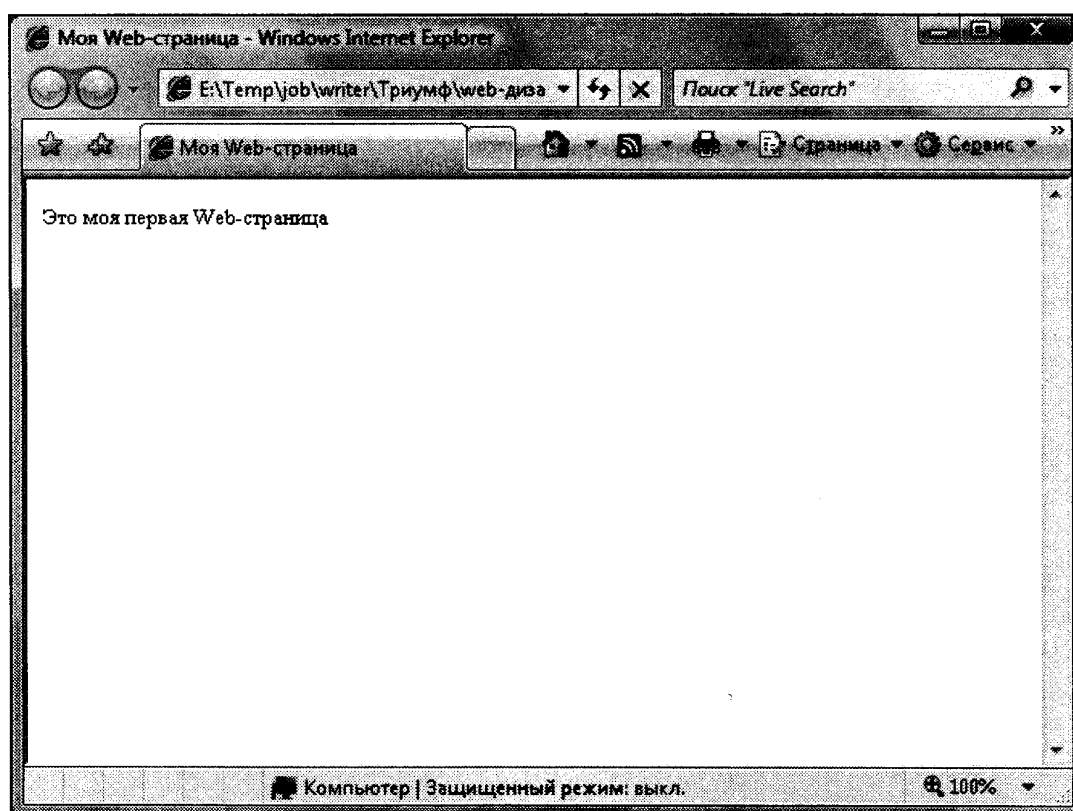 Моя Web-страница - Windows Internet Explorer
E:\Temp\job\writer\Триумф\web-диза
Поиск "Live Search"
Моя Web-страница
Страница
Сервис
»
Это моя первая Web-страница
Компьютер | Защищенный режим: выкл.
100%